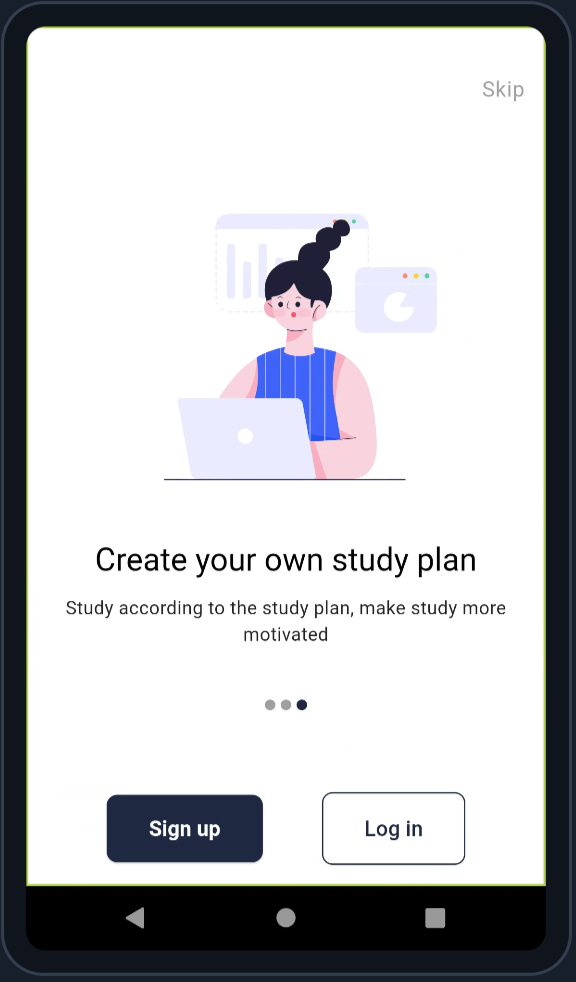 Skip
Create your own study plan
Study according to the study plan, make study more
motivated
Sign up
Log in